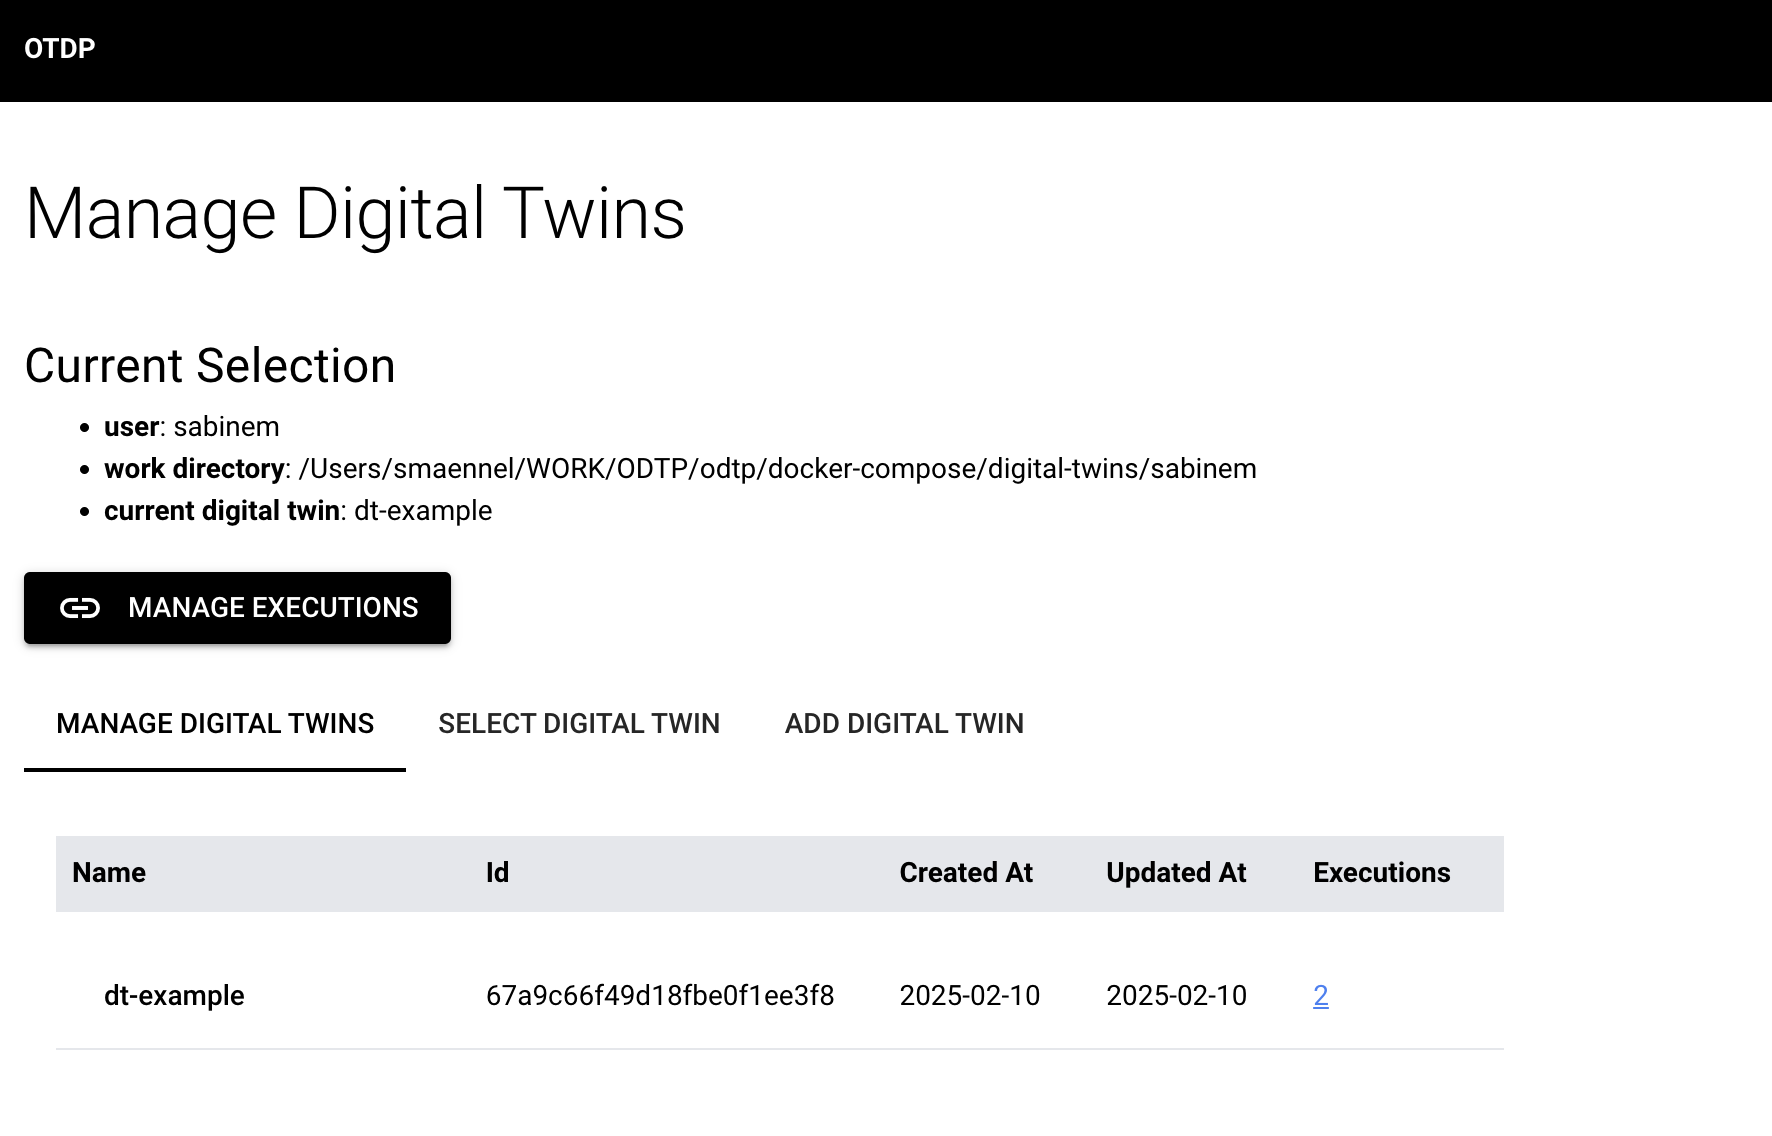 OTDP
Manage Digital Twins
Current Selection
• user: sabinem
• work directory: /Users/smaennel/WORK/ODTP/odtp/docker-compose/digital-twins/sabinem
• current digital twin: dt-example
MANAGE EXECUTIONS
MANAGE DIGITAL TWINS SELECT DIGITAL TWIN ADD DIGITAL TWIN
Name Id Created At Updated At Executions
dt-example 67a9c66f49d18fbe0f1ee3f8 2025-02-10 2025-02-10 2